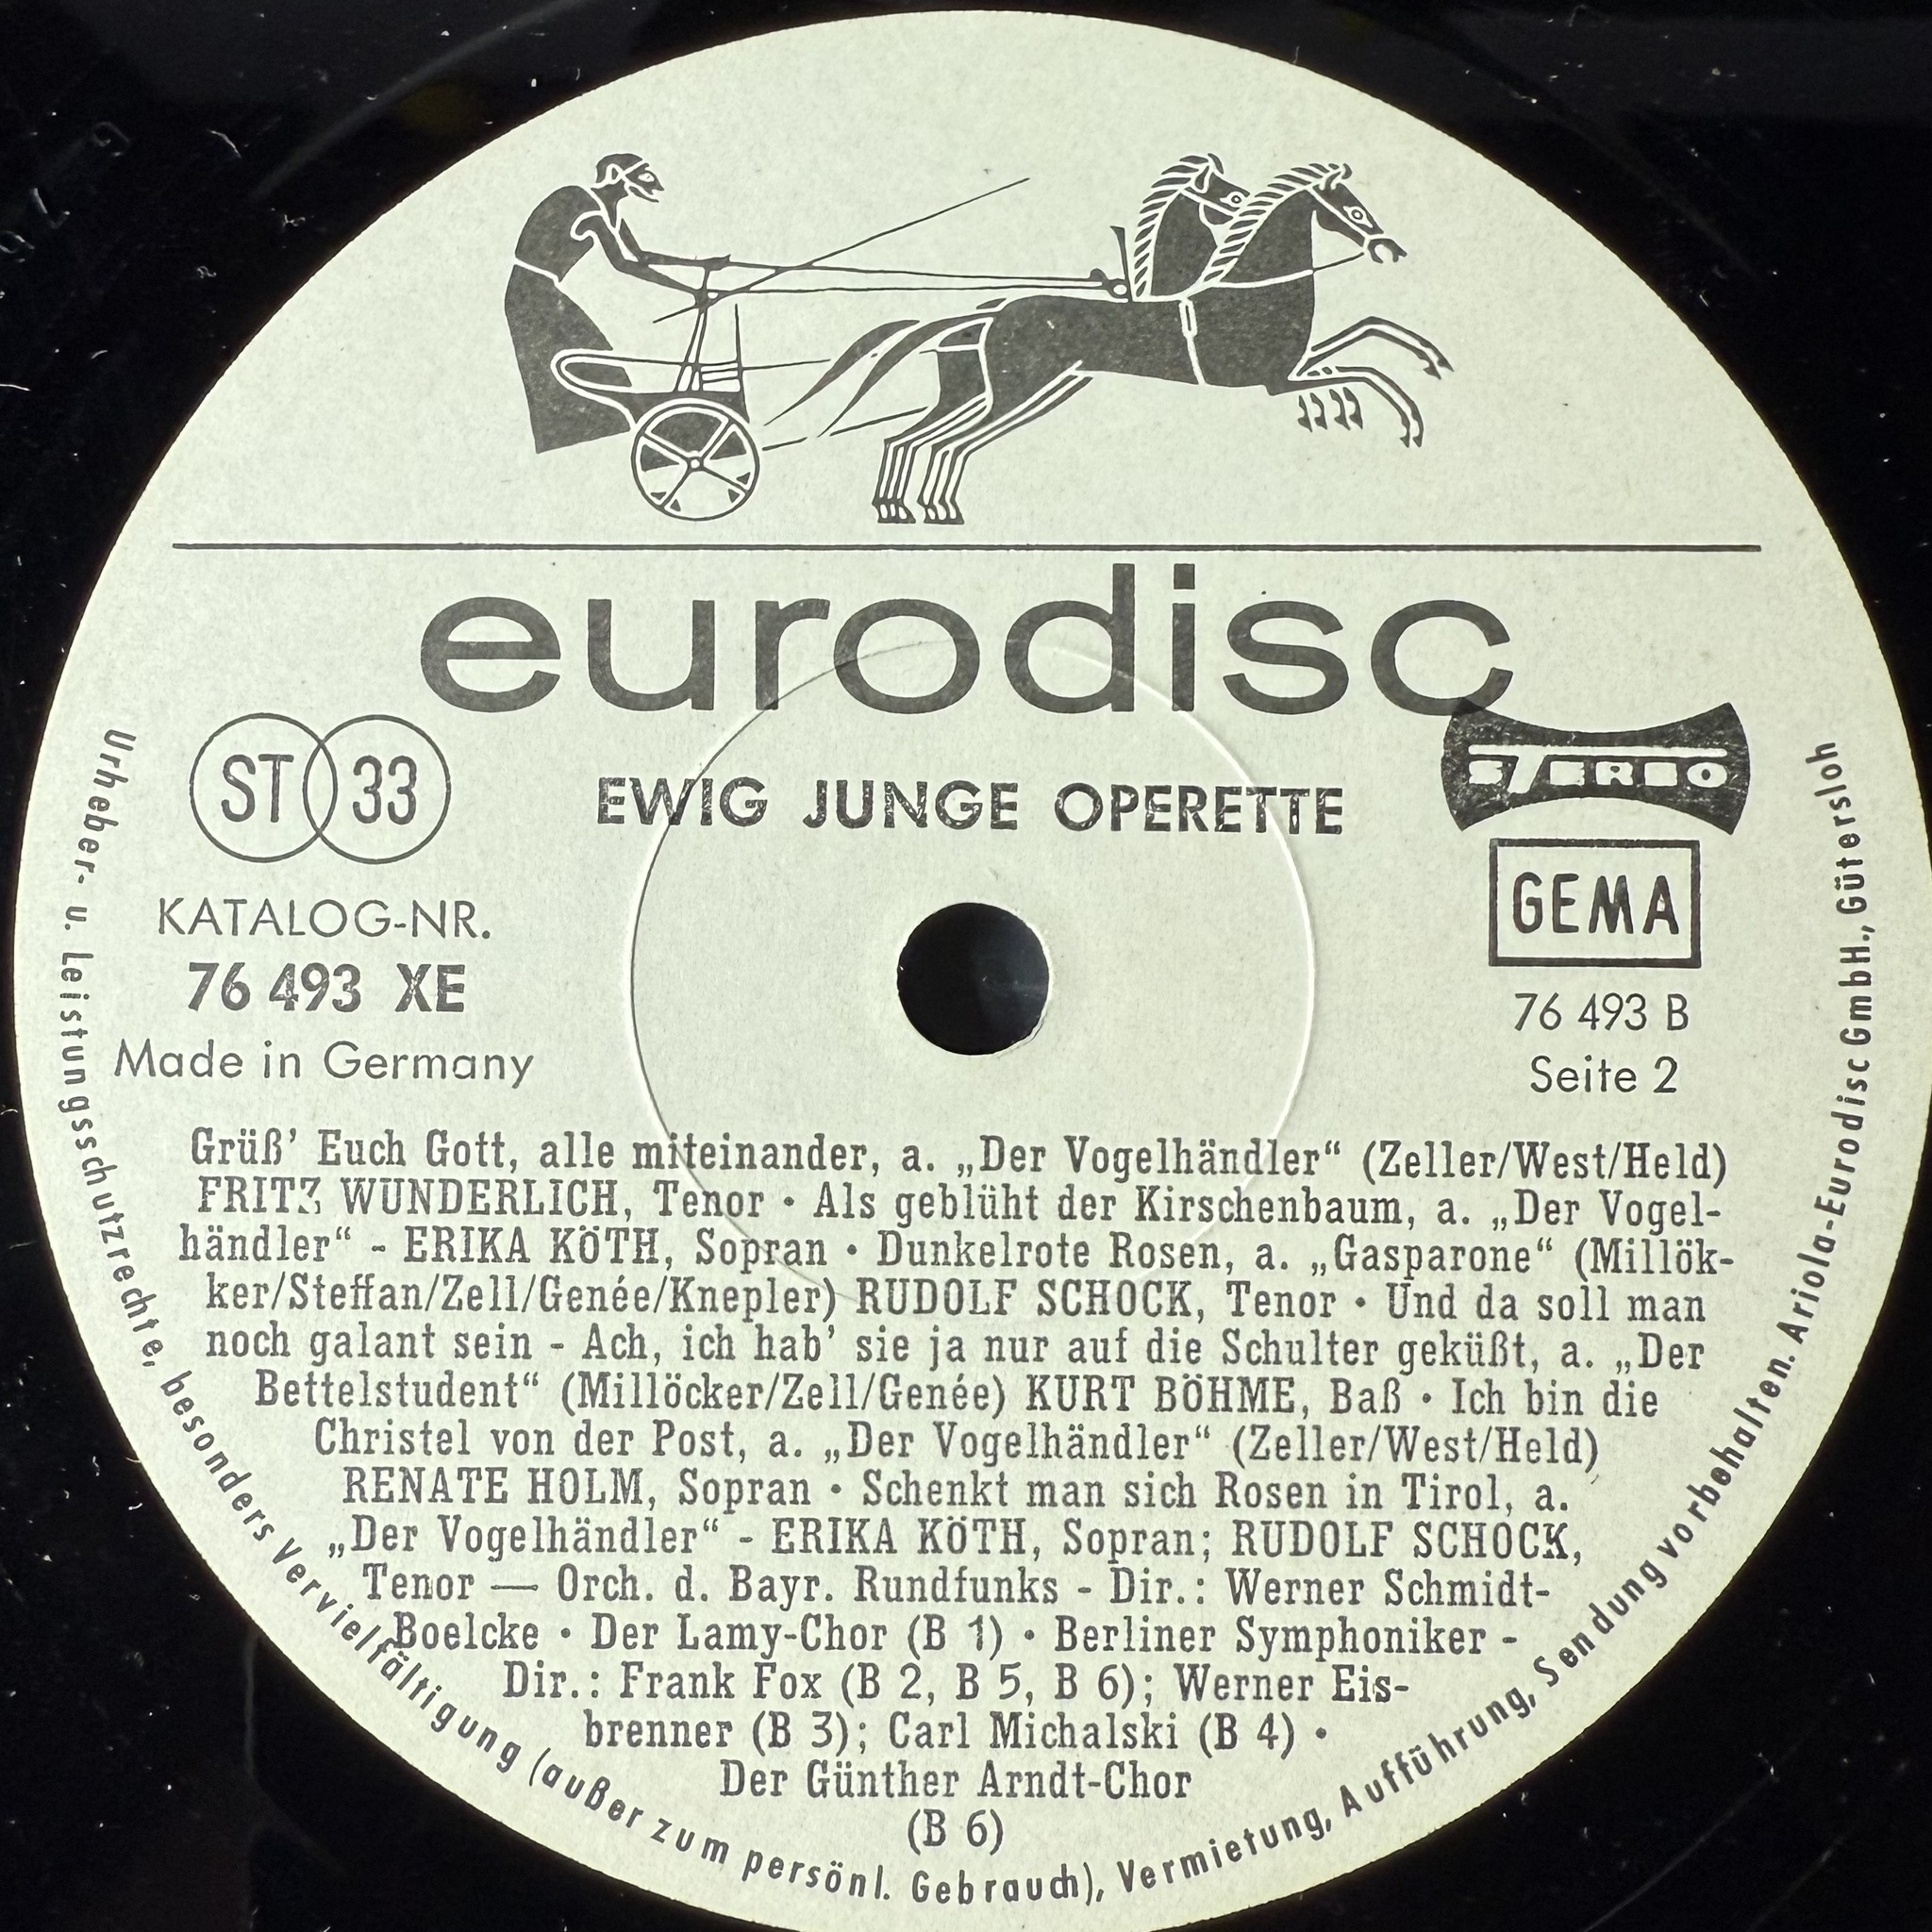 eurodisc
ST 33
EWIG JUNGE OPERETTE
STEREO
KATALOG-NR.
76 493 XE
Made in Germany
GEMA
76 493 B
Seite 2
Grüß’ Euch Gott, alle miteinander, a. „Der Vogelhändler“ (Zeller/West/Held)
FRITZ WUNDERLICH, Tenor • Als geblüht der Kirschenbaum, a. „Der Vogel-
händler“ - ERIKA KÖTH, Sopran • Dunkelrote Rosen, a. „Gasparone“ (Millök-
ker/Steffan/Zell/Genée/Knepler) RUDOLF SCHOCK, Tenor • Und da soll man
noch galant sein - Ach, ich hab’ sie ja nur auf die Schulter geküßt, a. „Der
Bettelstudent“ (Millöcker/Zell/Genée) KURT BÖHME, Baß • Ich bin die
Christel von der Post, a. „Der Vogelhändler“ (Zeller/West/Held)
RENATE HOLM, Sopran • Schenkt man sich Rosen in Tirol, a.
„Der Vogelhändler“ - ERIKA KÖTH, Sopran; RUDOLF SCHOCK,
Tenor — Orch. d. Bayr. Rundfunks - Dir.: Werner Schmidt-
Boelcke • Der Lamy-Chor (B 1) • Berliner Symphoniker -
Dir.: Frank Fox (B 2, B 5, B 6); Werner Eis-
brenner (B 3); Carl Michalski (B 4) •
Der Günther Arndt-Chor
(B 6)
Urheber- u. Leistungsschutzrechte, besonders Vervielfältigung (außer zum persönl. Gebrauch), Vermietung, Aufführung, Sendung vorbehalten. Ariola-Eurodisc GmbH., Gütersloh